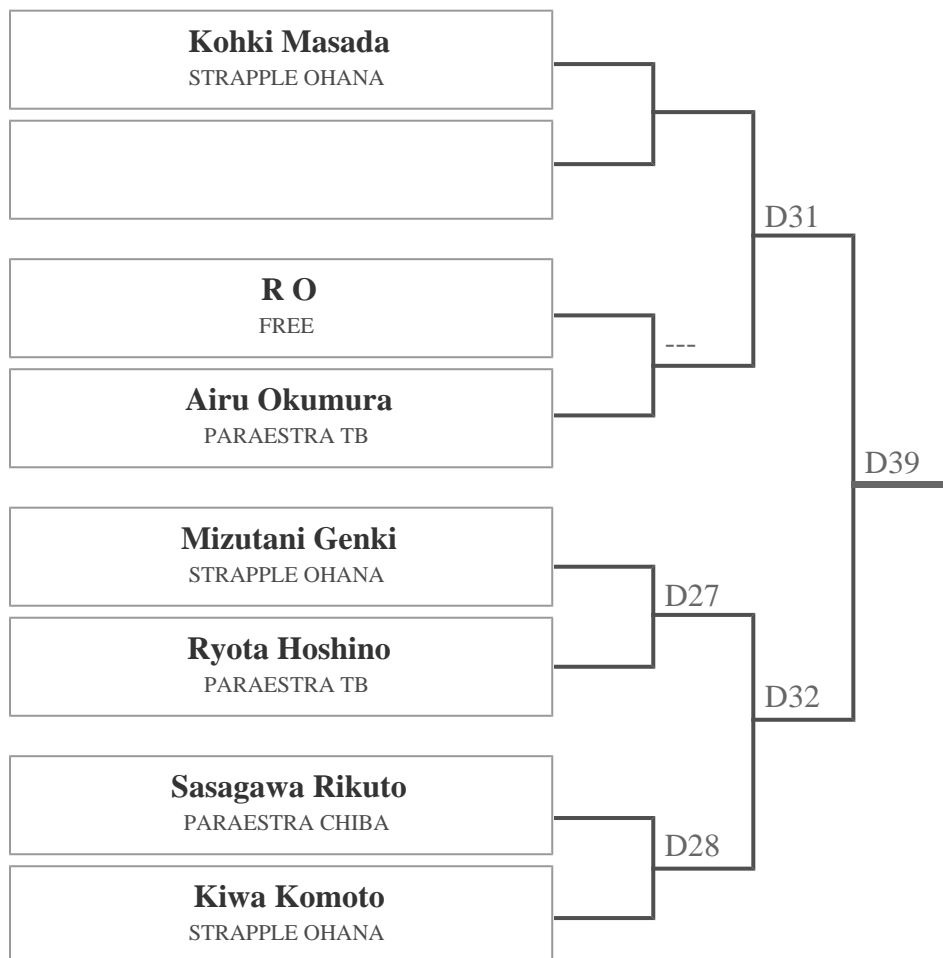 Kohki Masada
STRAPPLE OHANA
D31
R O
FREE
---
Airu Okumura
PARAESTRA TB
D39
Mizutani Genki
STRAPPLE OHANA
D27
Ryota Hoshino
PARAESTRA TB
D32
Sasagawa Rikuto
PARAESTRA CHIBA
D28
Kiwa Komoto
STRAPPLE OHANA